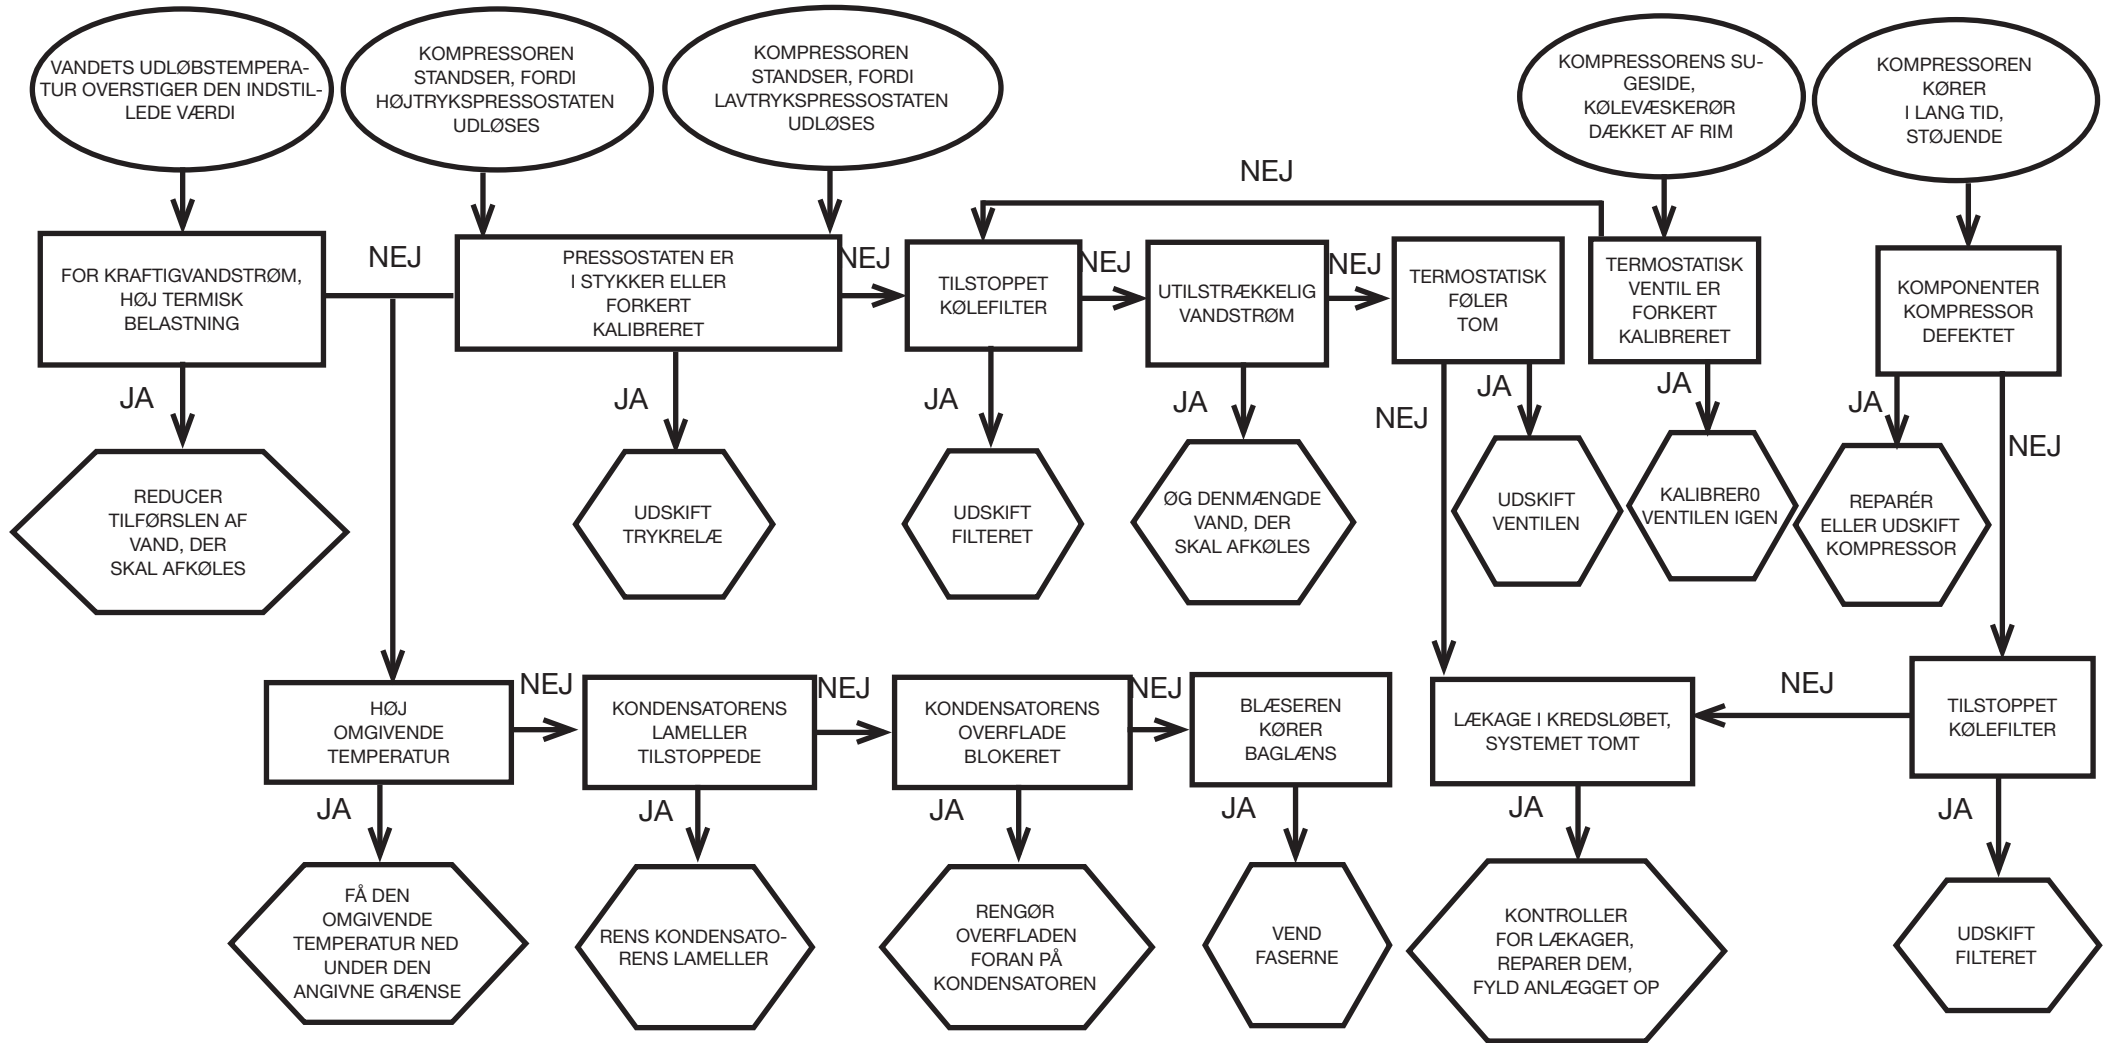 VANDETS UDLØBSTEMPERA-
TUR OVERSTIGER DEN INDSTIL-
LEDE VÆRDI
KOMPRESSOREN
STANDSER, FORDI
HØJTRYKSPRESSOSTATEN
UDLØSES
KOMPRESSOREN
STANDSER, FORDI
LAVTRYKSPRESSOSTATEN
UDLØSES
KOMPRESSORENS SU-
GESIDE,
KØLEVÆSKERØR
DÆKKET AF RIM
KOMPRESSOREN
KØRER
I LANG TID,
STØJENDE
NEJ
FOR KRAFTIGVANDSTRØM,
HØJ TERMISK
BELASTNING
NEJ
PRESSOSTATEN ER
I STYKKER ELLER
FORKERT
KALIBRERET
NEJ
TILSTOPPET
KØLEFILTER
NEJ
UTILSTRÆKKELIG
VANDSTRØM
NEJ
TERMOSTATISK
FØLER
TOM
TERMOSTATISK
VENTIL ER
FORKERT
KALIBRERET
KOMPONENTER
KOMPRESSOR
DEFEKTET
JA
JA
JA
JA
NEJ
JA
JA
JA
NEJ
REDUCER
TILFØRSLEN AF
VAND, DER
SKAL AFKØLES
UDSKIFT
TRYKRELÆ
UDSKIFT
FILTERET
ØG DENMÆNGDE
VAND, DER
SKAL AFKØLES
UDSKIFT
VENTILEN
KALIBRER0
VENTILEN IGEN
REPARÉR
ELLER UDSKIFT
KOMPRESSOR
HØJ
OMGIVENDE
TEMPERATUR
NEJ
KONDENSATORENS
LAMELLER
TILSTOPPEDE
NEJ
KONDENSATORENS
OVERFLADE
BLOKERET
NEJ
BLÆSEREN
KØRER
BAGLÆNS
LÆKAGE I KREDSLØBET,
SYSTEMET TOMT
NEJ
TILSTOPPET
KØLEFILTER
JA
JA
JA
JA
JA
JA
FÅ DEN
OMGIVENDE
TEMPERATUR NED
UNDER DEN
ANGIVNE GRÆNSE
RENS KONDENSATO-
RENS LAMELLER
RENGØR
OVERFLADEN
FORAN PÅ
KONDENSATOREN
VEND
FASERNE
KONTROLLER
FOR LÆKAGER,
REPARER DEM,
FYLD ANLÆGGET OP
UDSKIFT
FILTERET